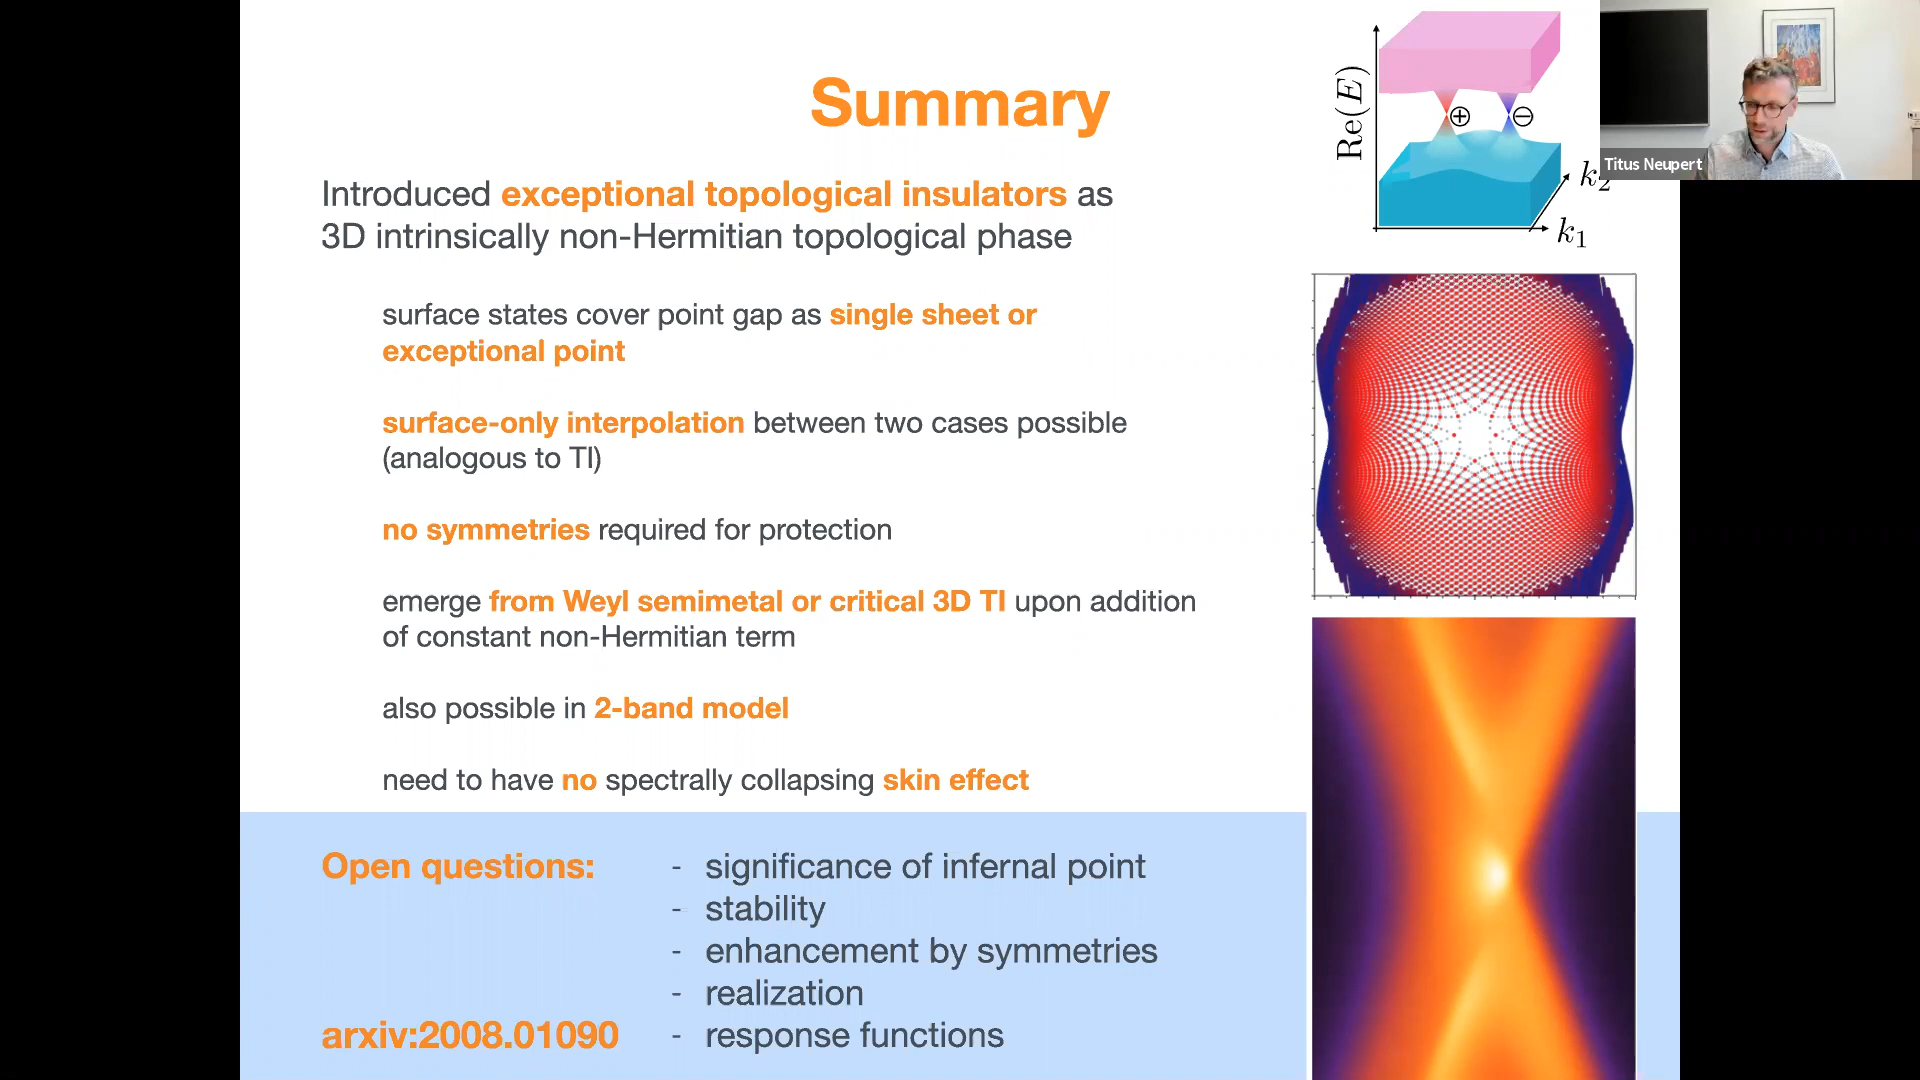 Summary
Introduced exceptional topological insulators as
3D intrinsically non-Hermitian topological phase
surface states cover point gap as single sheet or
exceptional point
surface-only interpolation between two cases possible
(analogous to TI)
no symmetries required for protection
emerge from Weyl semimetal or critical 3D TI upon addition
of constant non-Hermitian term
also possible in 2-band model
need to have no spectrally collapsing skin effect
Open questions:
- significance of infernal point
- stability
- enhancement by symmetries
- realization
arxiv:2008.01090
- response functions
Re(E)
+
−
k₂
k₁
Titus Neupert